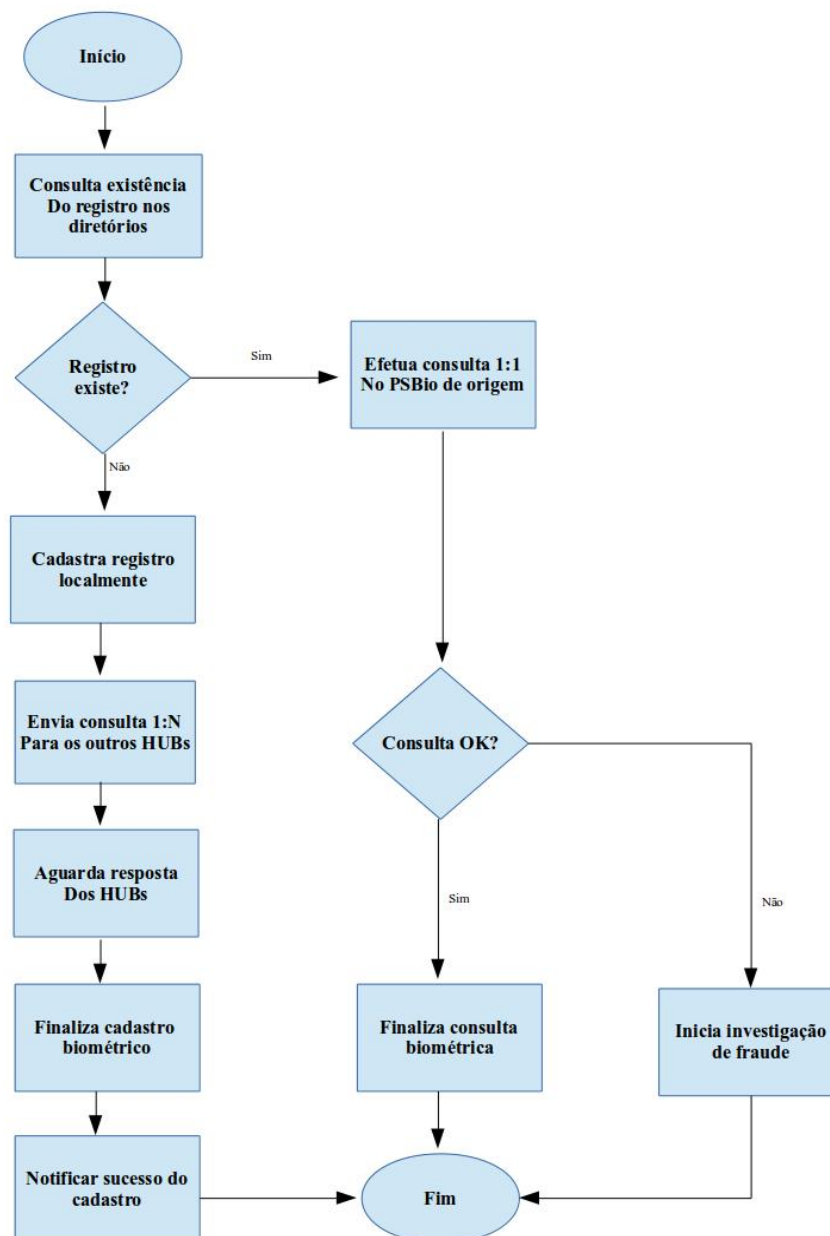 Início
Consulta existência
Do registro nos
diretórios
Registro
existe?
Sim
Efetua consulta 1:1
No PSBio de origem
Não
Cadastra registro
localmente
Envia consulta 1:N
Para os outros HUBs
Consulta OK?
Aguarda resposta
Dos HUBs
Sim
Não
Finaliza cadastro
biométrico
Finaliza consulta
biométrica
Inicia investigação
de fraude
Notificar sucesso do
cadastro
Fim